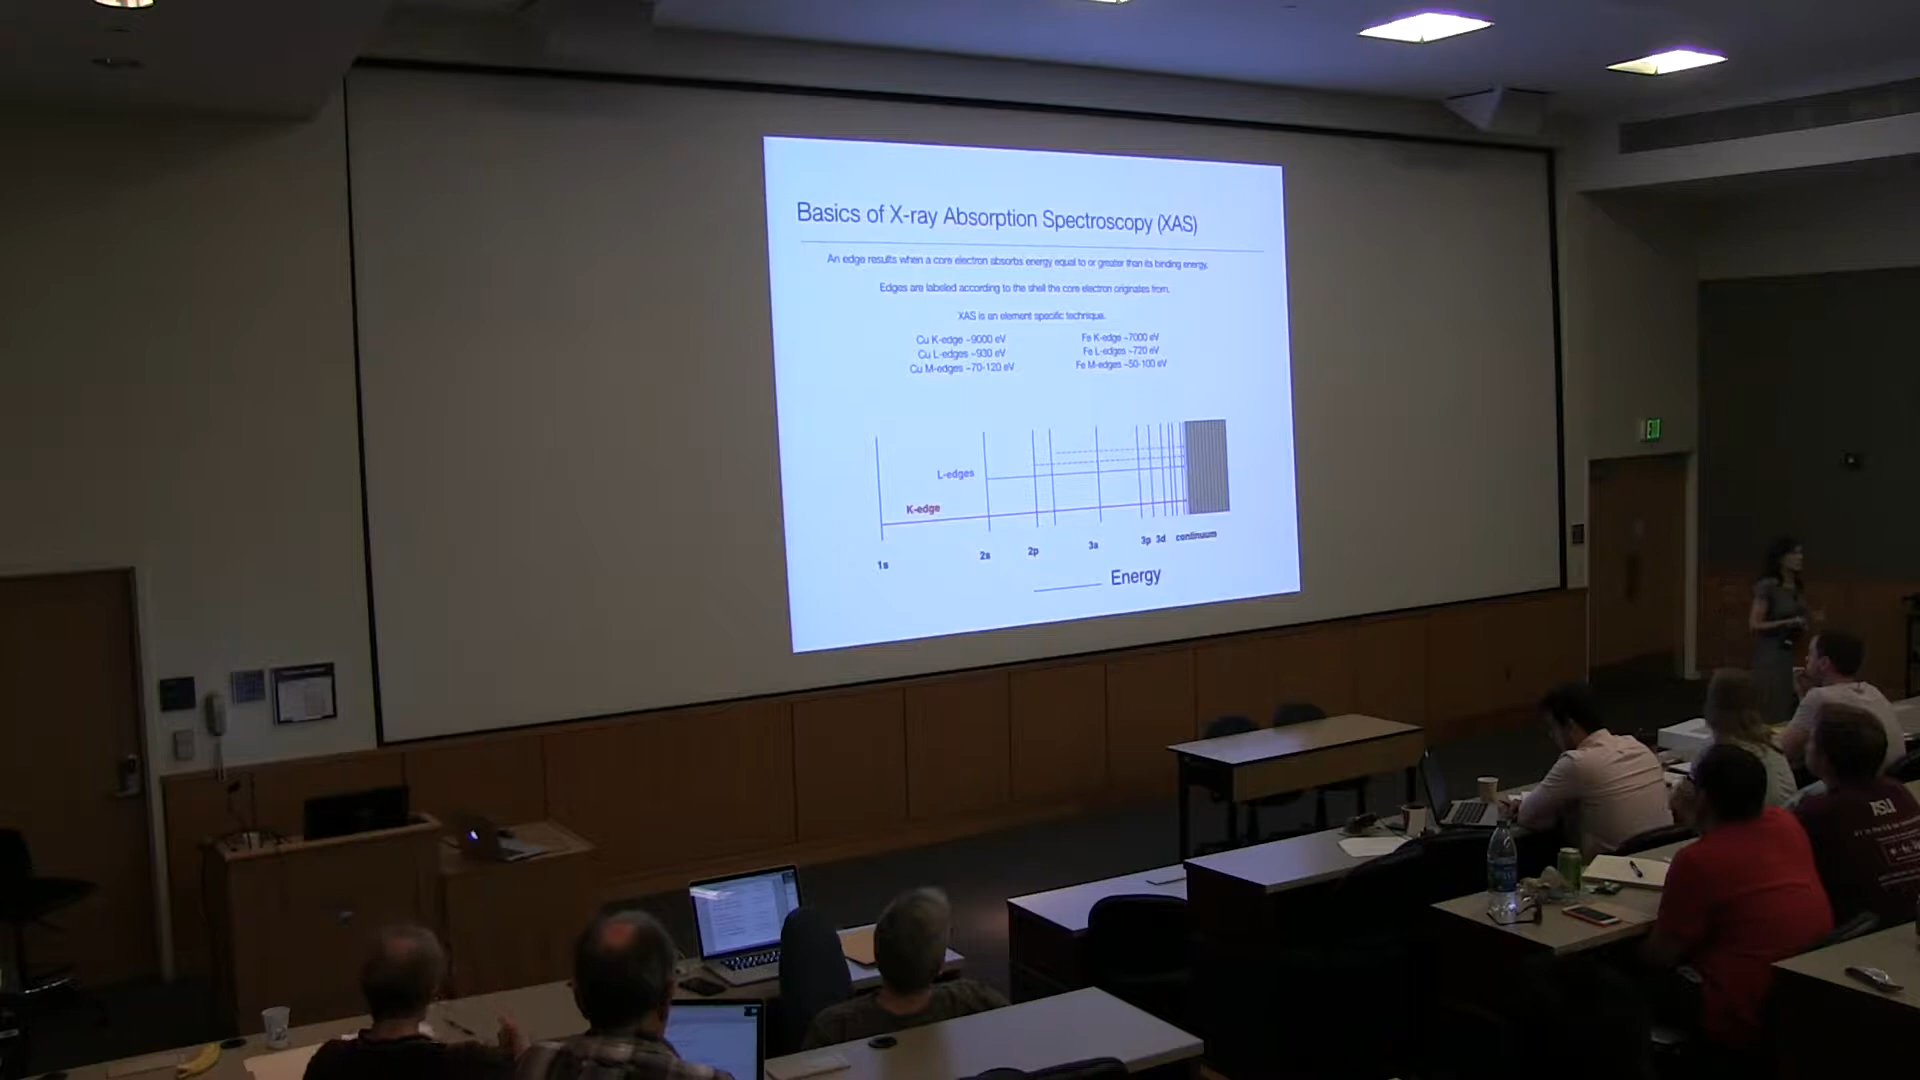 Basics of X-ray Absorption Spectroscopy (XAS)
An edge results when a core electron absorbs energy equal to or greater than its binding energy.
Edges are labeled according to the shell the core electron originates from.
XAS is an element specific technique.
Cu K-edge ~9000 eV
Cu L-edges ~930 eV
Cu M-edges ~70-120 eV
Fe K-edge ~7000 eV
Fe L-edges ~720 eV
Fe M-edges ~50-100 eV
L-edges
K-edge
1s 2s 2p 3s 3p 3d continuum
Energy
ASU